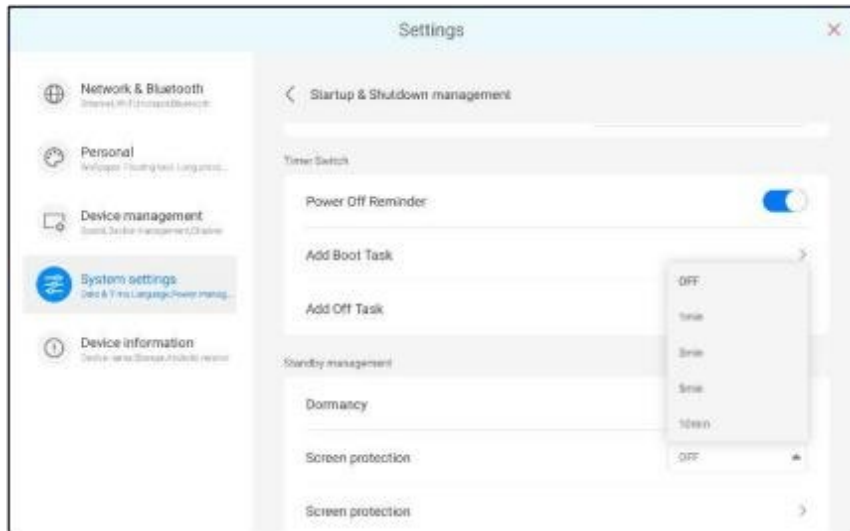 Settings
Network & Bluetooth
Personal
Device management
System settings
Device information
Startup & Shutdown management
Timer Switch
Power Off Reminder
Add Boot Task
Add Off Task
OFF
1min
5min
10min
Standby management
Dormancy
Screen protection
OFF
Screen protection